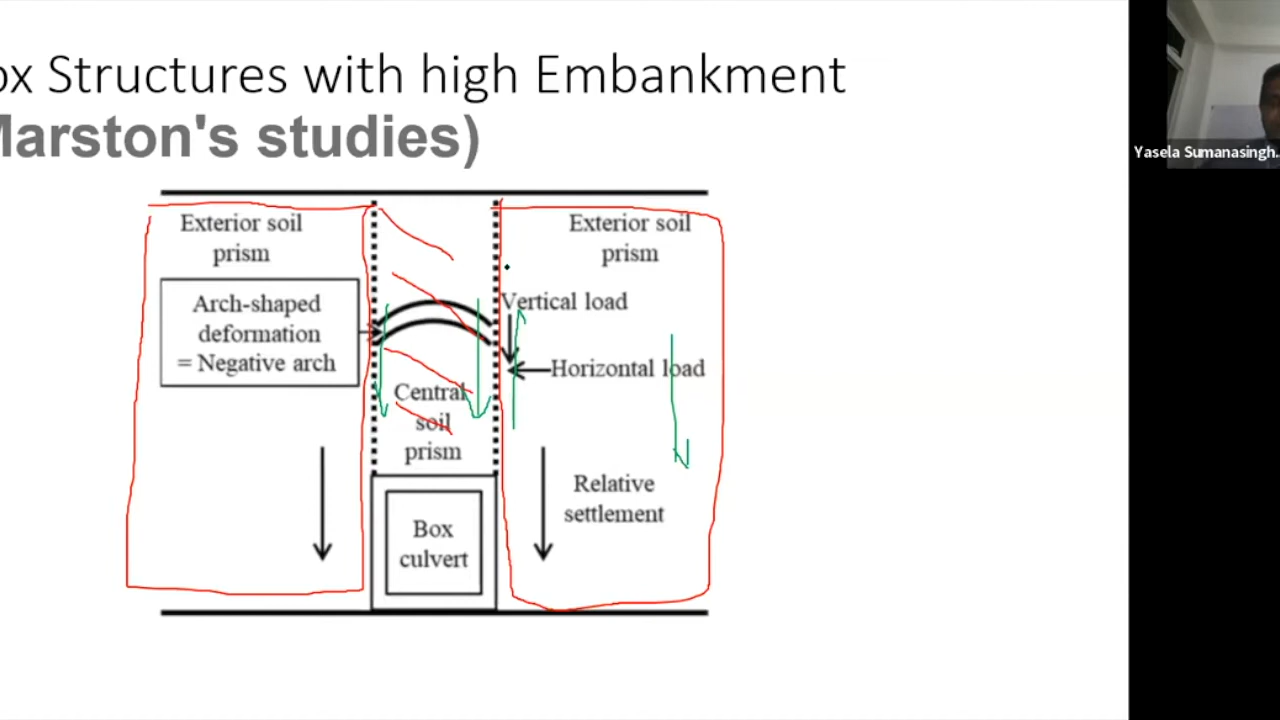 ox Structures with high Embankment
Marston's studies)
Yasela Sumanasingh...
Exterior soil
prism
Exterior soil
prism
Arch-shaped
deformation
= Negative arch
Vertical load
Horizontal load
Central
soil
prism
Relative
settlement
Box
culvert